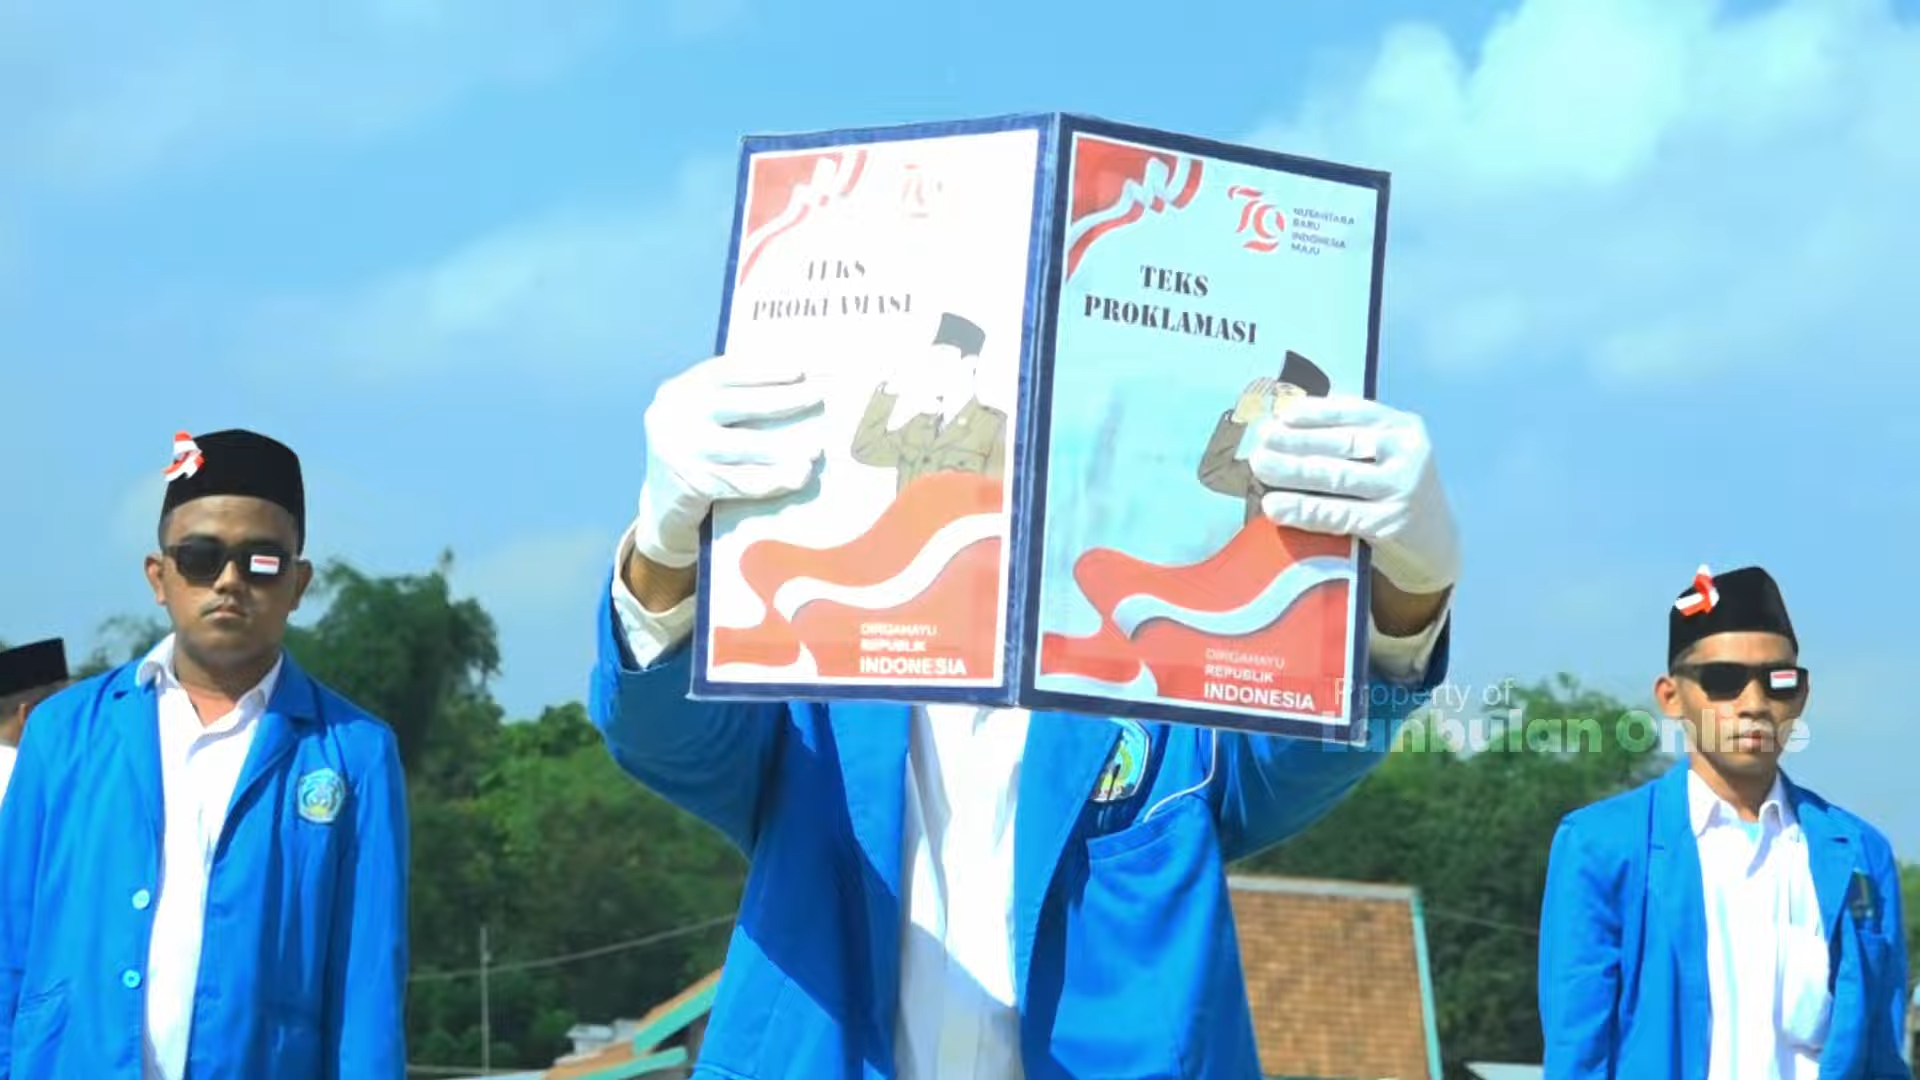 79
TEKS
PROKLAMASI
DIRGAHAYU
REPUBLIK
INDONESIA
79
NUSANTARA
BARU
INDONESIA
MAJU
TEKS
PROKLAMASI
DIRGAHAYU
REPUBLIK
INDONESIA
Property of
Lanbulan Online